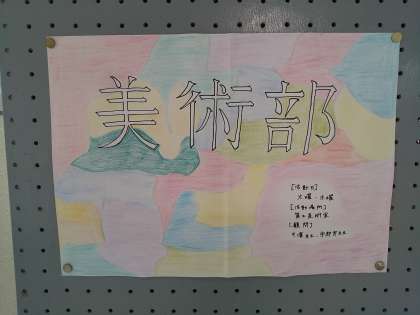 美術部
[活動日]
火曜・木曜
[活動場所]
第2美術室
[顧問]